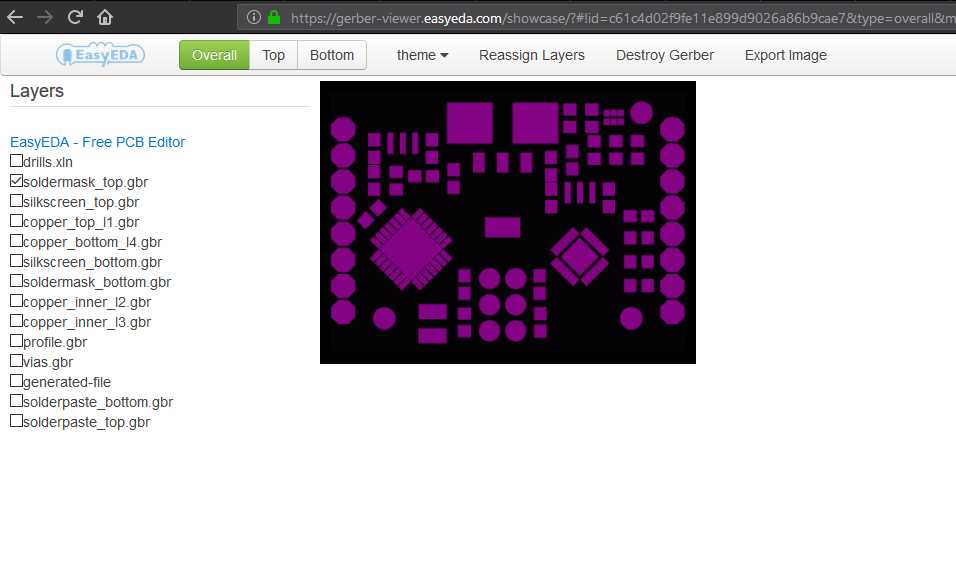 https://gerber-viewer.easyeda.com/showcase/?#!id=c61c4d02f9fe11e899d9026a86b9cae7&type=overall&m
EasyEDA Overall Top Bottom theme Reassign Layers Destroy Gerber Export Image
Layers
EasyEDA - Free PCB Editor
drills.xln
soldermask_top.gbr
silkscreen_top.gbr
copper_top_l1.gbr
copper_bottom_l4.gbr
silkscreen_bottom.gbr
soldermask_bottom.gbr
copper_inner_l2.gbr
copper_inner_l3.gbr
profile.gbr
vias.gbr
generated-file
solderpaste_bottom.gbr
solderpaste_top.gbr